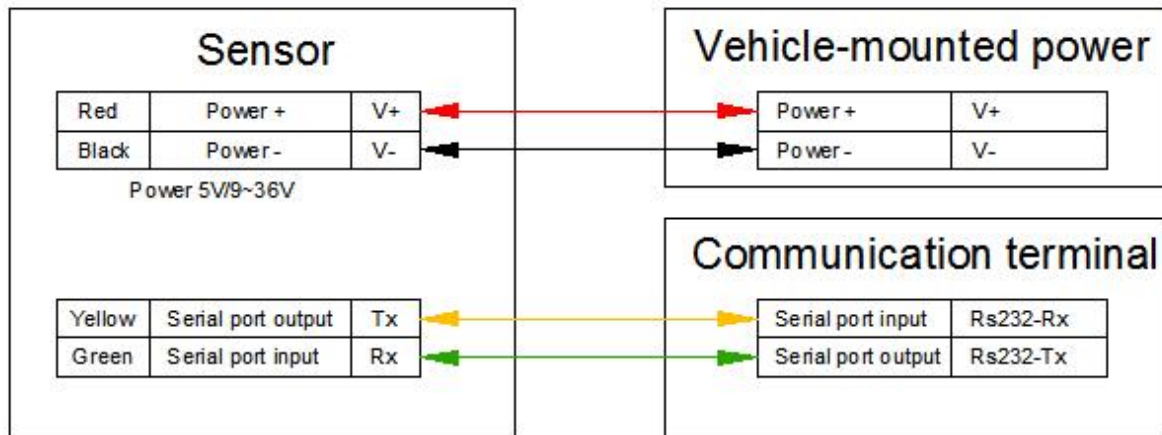 Sensor
Red Power + V+
Black Power - V-
Power 5V/9~36V
Yellow Serial port output Tx
Green Serial port input Rx
Vehicle-mounted power
Power + V+
Power - V-
Communication terminal
Serial port input Rs232-Rx
Serial port output Rs232-Tx